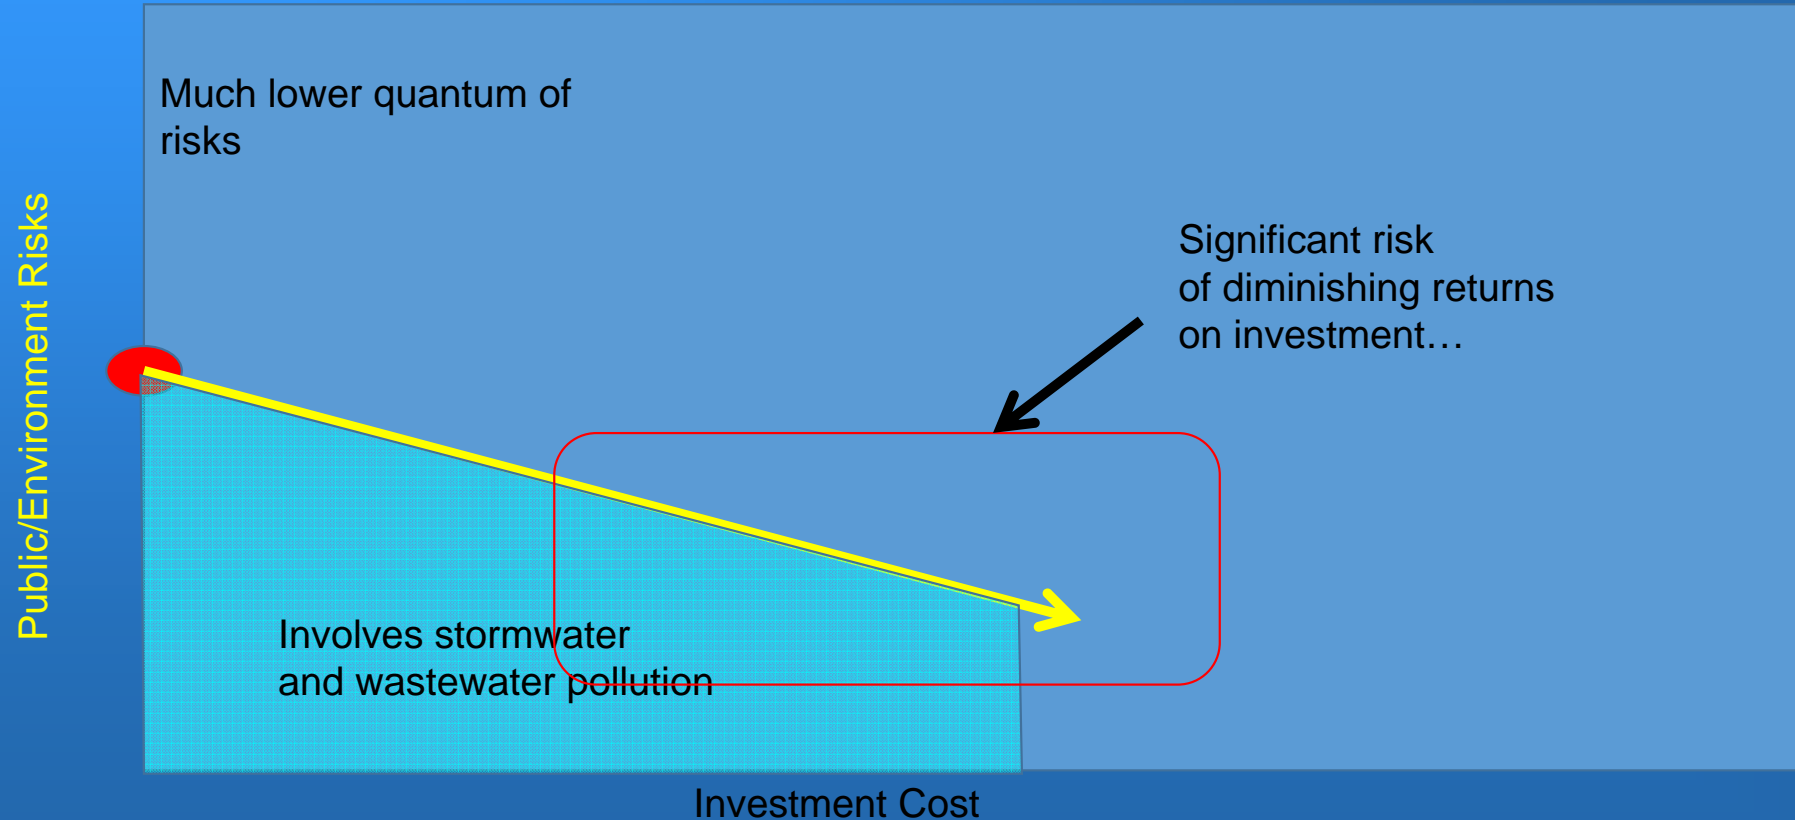 Much lower quantum of
risks
Public/Environment Risks
Significant risk
of diminishing returns
on investment…
Involves stormwater
and wastewater pollution
Investment Cost